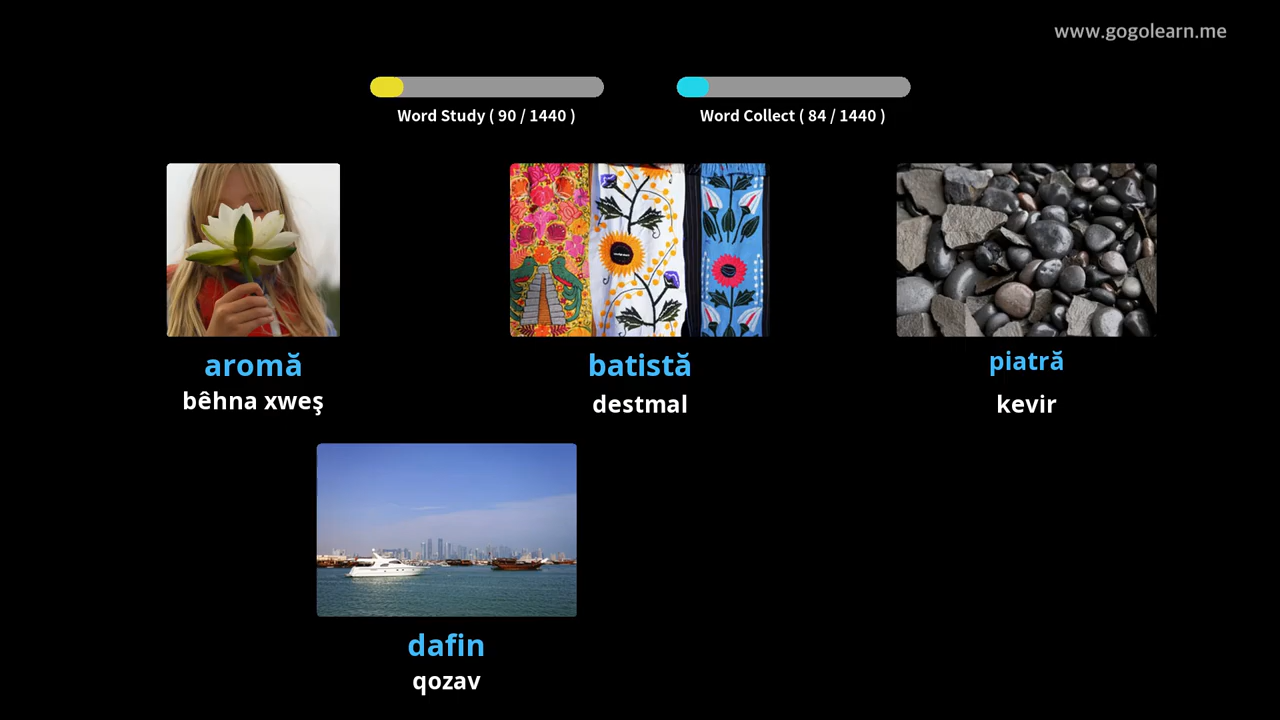 www.gogolearn.me
Word Study ( 90 / 1440 )
Word Collect ( 84 / 1440 )
aromă
bêhna xweş
batistă
destmal
piatră
kevir
dafin
qozav